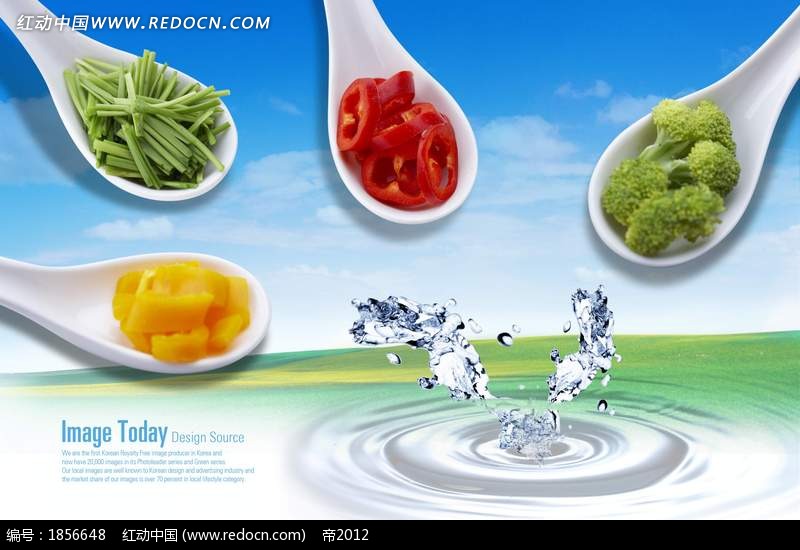 红动中国WWW.REDOCN.COM
Image Today Design Source
We are the first Korean Royalty Free image producer in Korea and
now have 20,000 images in its Photoleader series and Green series.
Our local images are well known to Korean design and advertising industry and
the market share of our images is over 70 percent in local lifestyle category.
编号：1856648 红动中国 (www.redocn.com) 帝2012